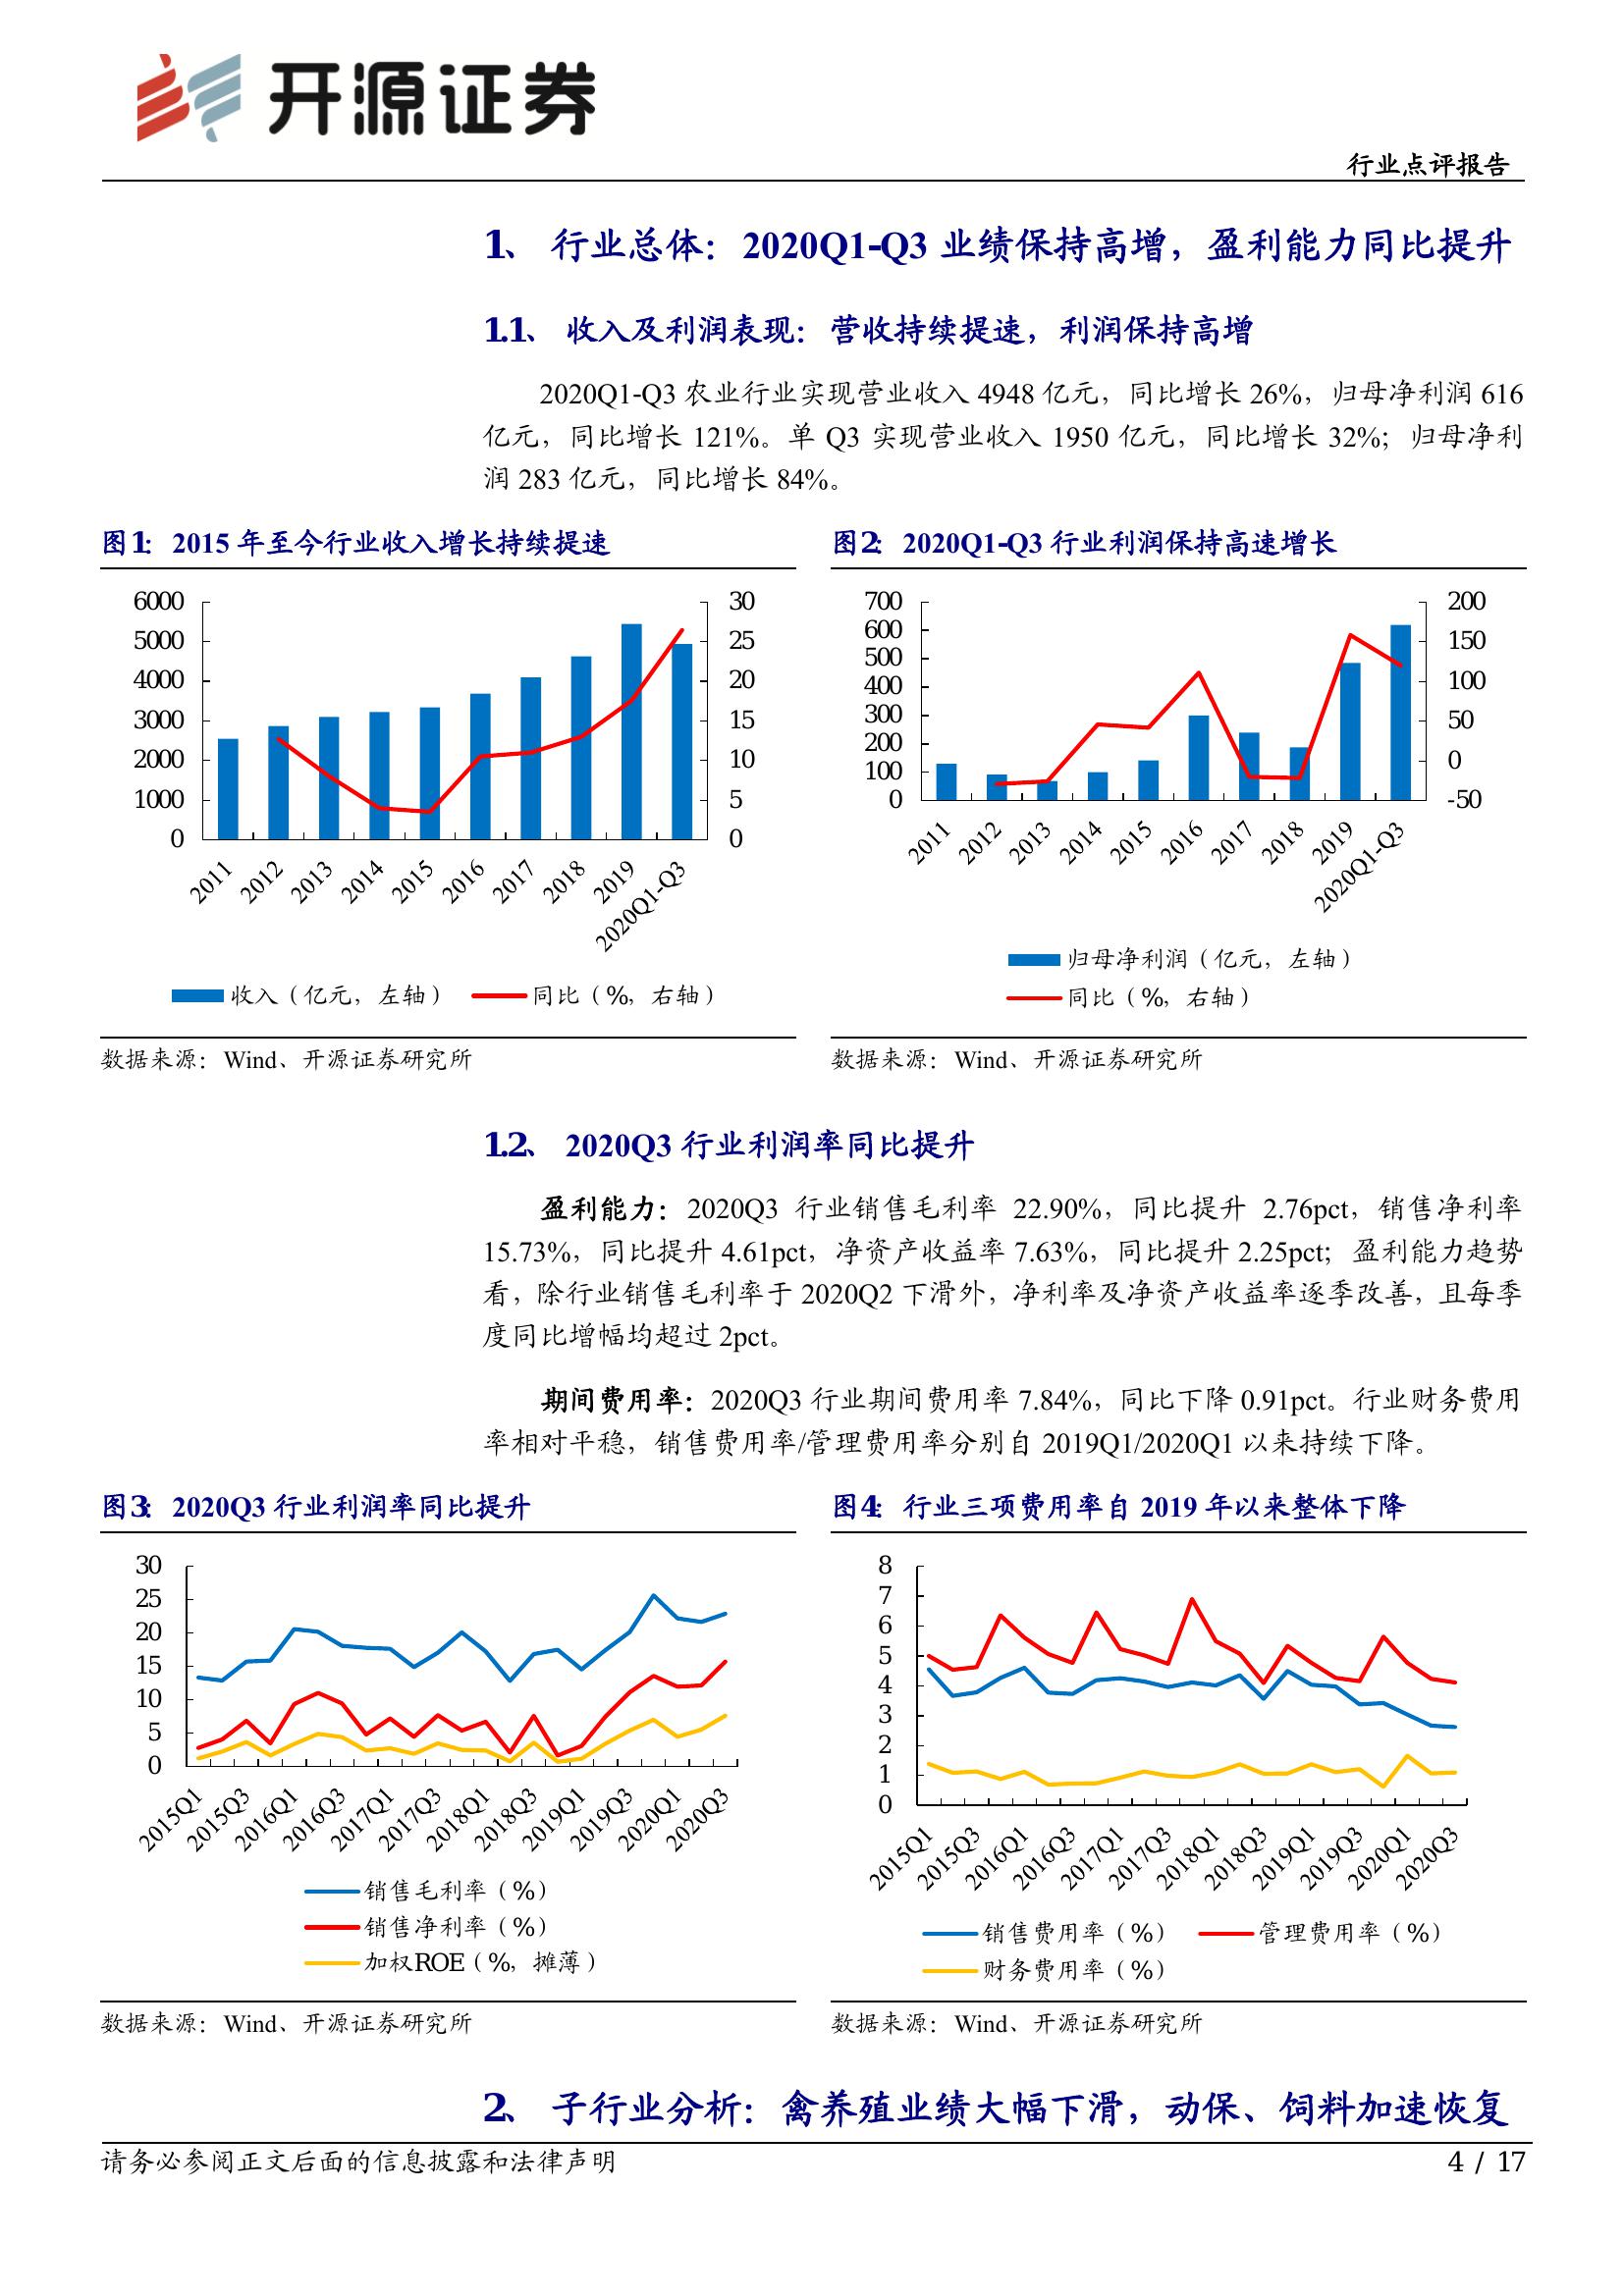 开源证券
行业点评报告
1、 行业总体：2020Q1-Q3 业绩保持高增，盈利能力同比提升
1.1、 收入及利润表现：营收持续提速，利润保持高增
2020Q1-Q3 农业行业实现营业收入 4948 亿元，同比增长 26%，归母净利润 616
亿元，同比增长 121%。单 Q3 实现营业收入 1950 亿元，同比增长 32%；归母净利
润 283 亿元，同比增长 84%。
图1：2015 年至今行业收入增长持续提速
6000
5000
4000
3000
2000
1000
0
30
25
20
15
10
5
0
2011
2012
2013
2014
2015
2016
2017
2018
2019
2020Q1-Q3
收入（亿元，左轴）
同比（%，右轴）
数据来源：Wind、开源证券研究所
图2：2020Q1-Q3 行业利润保持高速增长
700
600
500
400
300
200
100
0
200
150
100
50
0
-50
2011
2012
2013
2014
2015
2016
2017
2018
2019
2020Q1-Q3
归母净利润（亿元，左轴）
同比（%，右轴）
数据来源：Wind、开源证券研究所
1.2、 2020Q3 行业利润率同比提升
盈利能力：2020Q3 行业销售毛利率 22.90%，同比提升 2.76pct，销售净利率
15.73%，同比提升 4.61pct，净资产收益率 7.63%，同比提升 2.25pct；盈利能力趋势
看，除行业销售毛利率于 2020Q2 下滑外，净利率及净资产收益率逐季改善，且每季
度同比增幅均超过 2pct。
期间费用率：2020Q3 行业期间费用率 7.84%，同比下降 0.91pct。行业财务费用
率相对平稳，销售费用率/管理费用率分别自 2019Q1/2020Q1 以来持续下降。
图3：2020Q3 行业利润率同比提升
30
25
20
15
10
5
0
2015Q1
2015Q3
2016Q1
2016Q3
2017Q1
2017Q3
2018Q1
2018Q3
2019Q1
2019Q3
2020Q1
2020Q3
销售毛利率（%）
销售净利率（%）
加权ROE（%，摊薄）
数据来源：Wind、开源证券研究所
图4：行业三项费用率自 2019 年以来整体下降
8
7
6
5
4
3
2
1
0
2015Q1
2015Q3
2016Q1
2016Q3
2017Q1
2017Q3
2018Q1
2018Q3
2019Q1
2019Q3
2020Q1
2020Q3
销售费用率（%）
管理费用率（%）
财务费用率（%）
数据来源：Wind、开源证券研究所
2、 子行业分析：禽养殖业绩大幅下滑，动保、饲料加速恢复
请务必参阅正文后面的信息披露和法律声明
4 / 17